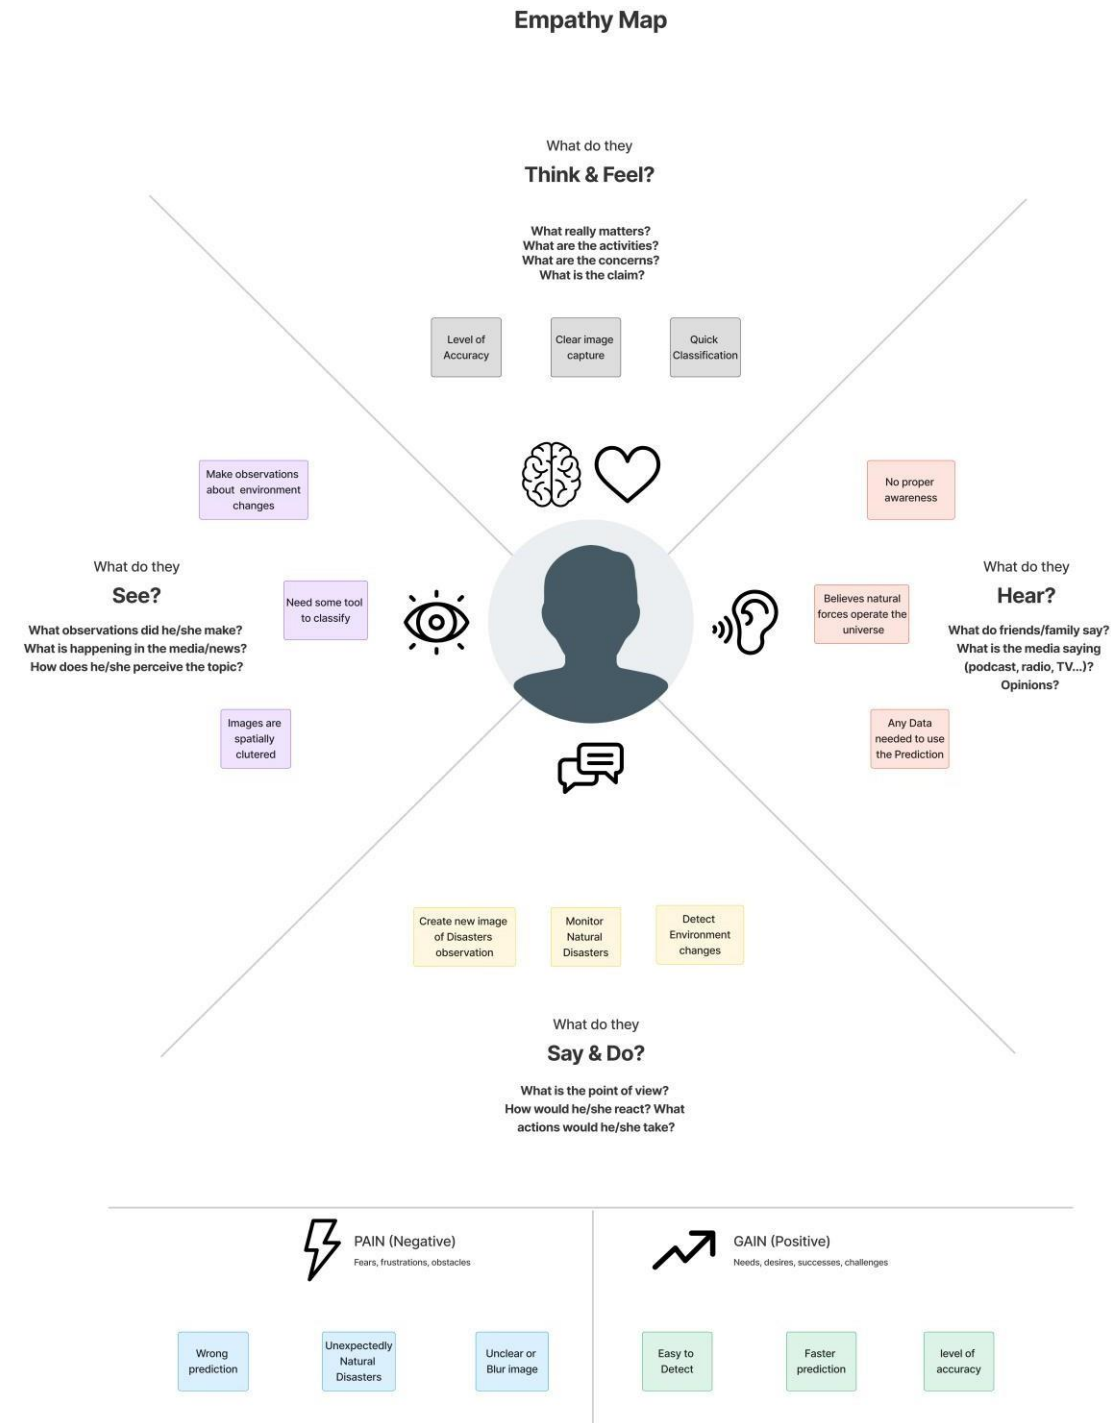 Empathy Map
What do they
Think & Feel?
What really matters?
What are the activities?
What are the concerns?
What is the claim?
Level of
Accuracy
Clear image
capture
Quick
Classification
Make observations
about environment
changes
No proper
awareness
What do they
See?
What observations did he/she make?
What is happening in the media/news?
How does he/she perceive the topic?
Need some tool
to classify
Believes natural
forces operate the
universe
What do they
Hear?
What do friends/family say?
What is the media saying
(podcast, radio, TV...)?
Opinions?
Images are
spatially
clutered
Any Data
needed to use
the Prediction
Create new image
of Disasters
observation
Monitor
Natural
Disasters
Detect
Environment
changes
What do they
Say & Do?
What is the point of view?
How would he/she react? What
actions would he/she take?
PAIN (Negative)
Fears, frustrations, obstacles
GAIN (Positive)
Needs, desires, successes, challenges
Wrong
prediction
Unexpectedly
Natural
Disasters
Unclear or
Blur image
Easy to
Detect
Faster
prediction
level of
accuracy